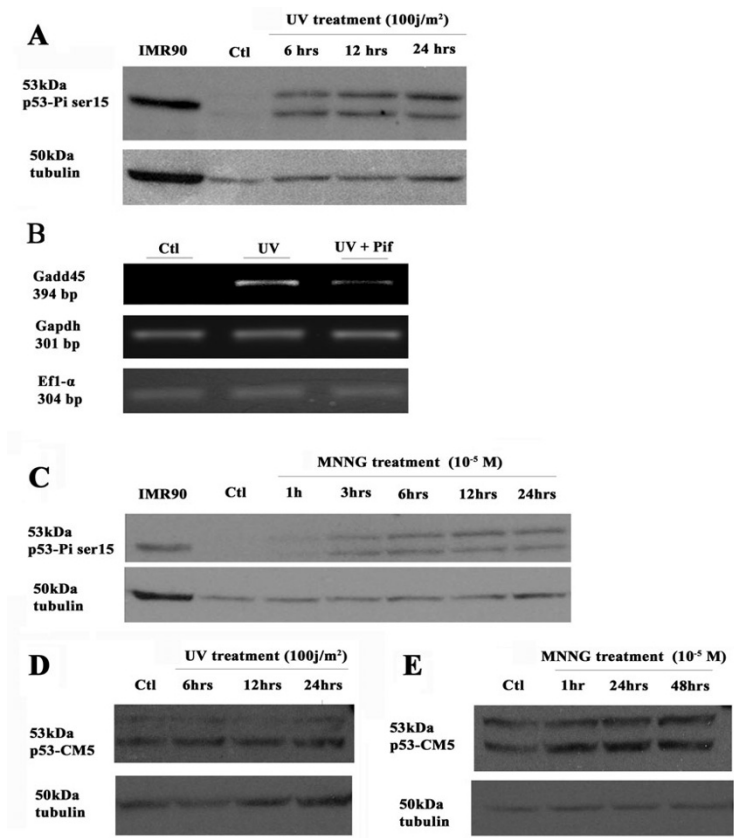 A
UV treatment (100j/m²)
IMR90 Ctl 6 hrs 12 hrs 24 hrs
53kDa
p53-Pi ser15
50kDa
tubulin
B
Ctl UV UV + Pif
Gadd45
394 bp
Gapdh
301 bp
Ef1-α
304 bp
C
MNNG treatment (10⁻⁵ M)
IMR90 Ctl 1h 3hrs 6hrs 12hrs 24hrs
53kDa
p53-Pi ser15
50kDa
tubulin
D
UV treatment (100j/m²)
Ctl 6hrs 12hrs 24hrs
53kDa
p53-CM5
50kDa
tubulin
E
MNNG treatment (10⁻⁵ M)
Ctl 1hr 24hrs 48hrs
53kDa
p53-CM5
50kDa
tubulin